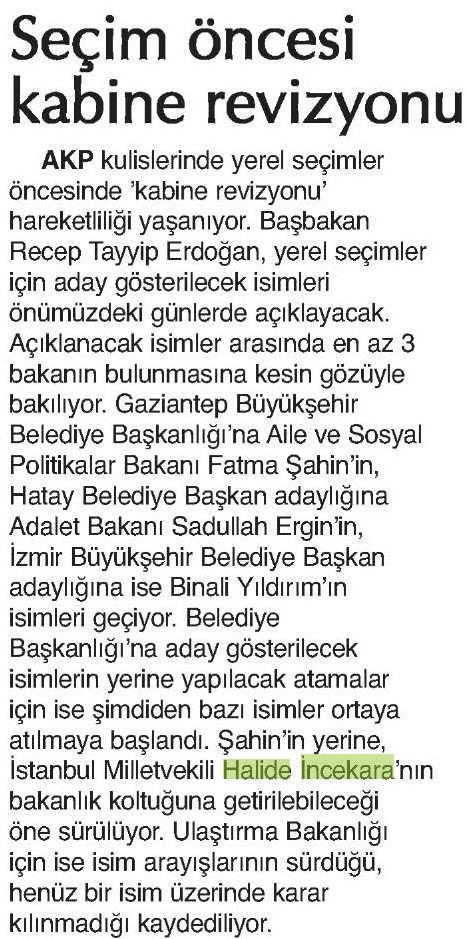 Seçim öncesi
kabine revizyonu
AKP kulislerinde yerel seçimler
öncesinde 'kabine revizyonu'
hareketliliği yaşanıyor. Başbakan
Recep Tayyip Erdoğan, yerel seçimler
için aday gösterilecek isimleri
önümüzdeki günlerde açıklayacak.
Açıklanacak isimler arasında en az 3
bakanın bulunmasına kesin gözüyle
bakılıyor. Gaziantep Büyükşehir
Belediye Başkanlığı'na Aile ve Sosyal
Politikalar Bakanı Fatma Şahin'in,
Hatay Belediye Başkan adaylığına
Adalet Bakanı Sadullah Ergin'in,
İzmir Büyükşehir Belediye Başkan
adaylığına ise Binali Yıldırım'ın
isimleri geçiyor. Belediye
Başkanlığı'na aday gösterilecek
isimlerin yerine yapılacak atamalar
için ise şimdiden bazı isimler ortaya
atılmaya başlandı. Şahin'in yerine,
İstanbul Milletvekili Halide İncekara'nın
bakanlık koltuğuna getirilebileceği
öne sürülüyor. Ulaştırma Bakanlığı
için ise isim arayışlarının sürdüğü,
henüz bir isim üzerinde karar
kılınmadığı kaydediliyor.